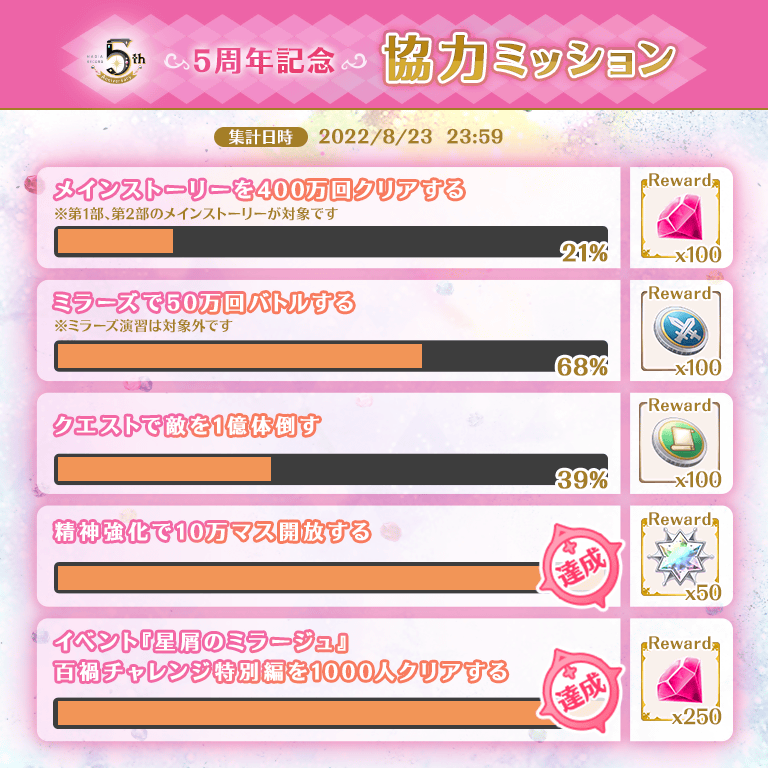 MAGIA RECORD 5th Anniversary
5周年記念 協力ミッション
集計日時 2022/8/23 23:59
メインストーリーを400万回クリアする
※第1部、第2部のメインストーリーが対象です
21%
Reward
x100
ミラーズで50万回バトルする
※ミラーズ演習は対象外です
68%
Reward
x100
クエストで敵を1億体倒す
39%
Reward
x100
精神強化で10万マス開放する
達成
Reward
x50
イベント『星屑のミラージュ』
百禍チャレンジ特別編を1000人クリアする
達成
Reward
x250